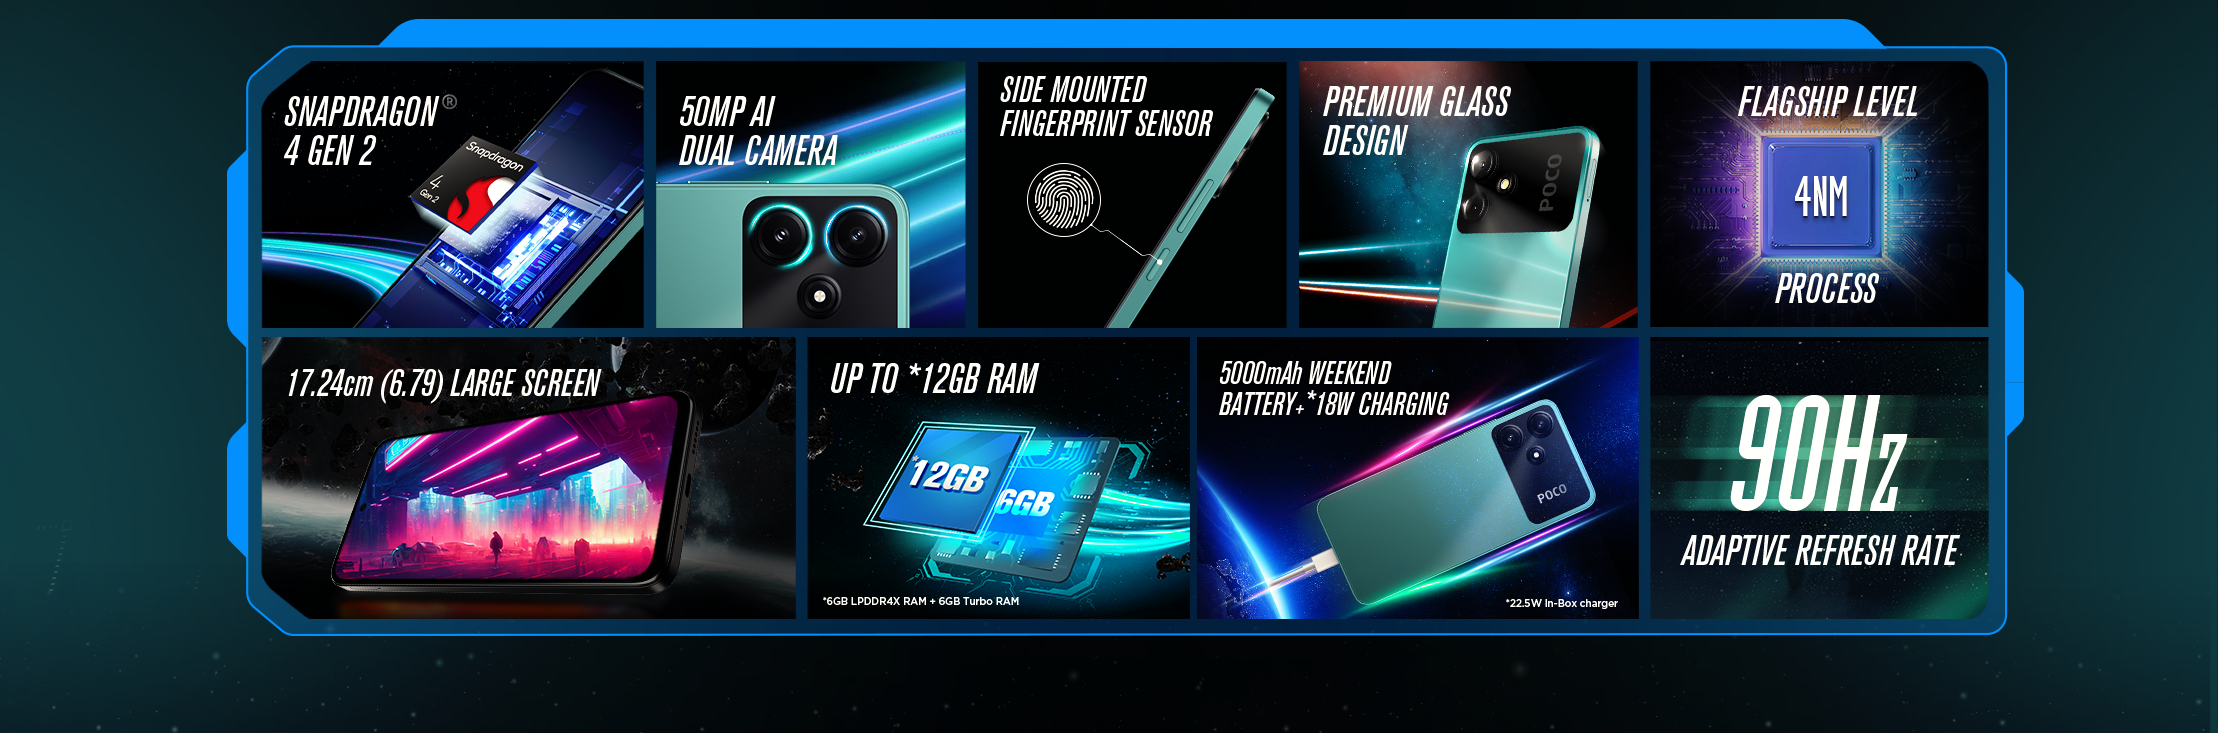 SNAPDRAGON®
4 GEN 2
Snapdragon
4
Gen 2
50MP AI
DUAL CAMERA
SIDE MOUNTED
FINGERPRINT SENSOR
PREMIUM GLASS
DESIGN
POCO
FLAGSHIP LEVEL
4NM
PROCESS
17.24cm (6.79) LARGE SCREEN
UP TO *12GB RAM
*12GB
6GB
*6GB LPDDR4X RAM + 6GB Turbo RAM
5000mAh WEEKEND
BATTERY+*18W CHARGING
POCO
*22.5W In-Box charger
90Hz
ADAPTIVE REFRESH RATE